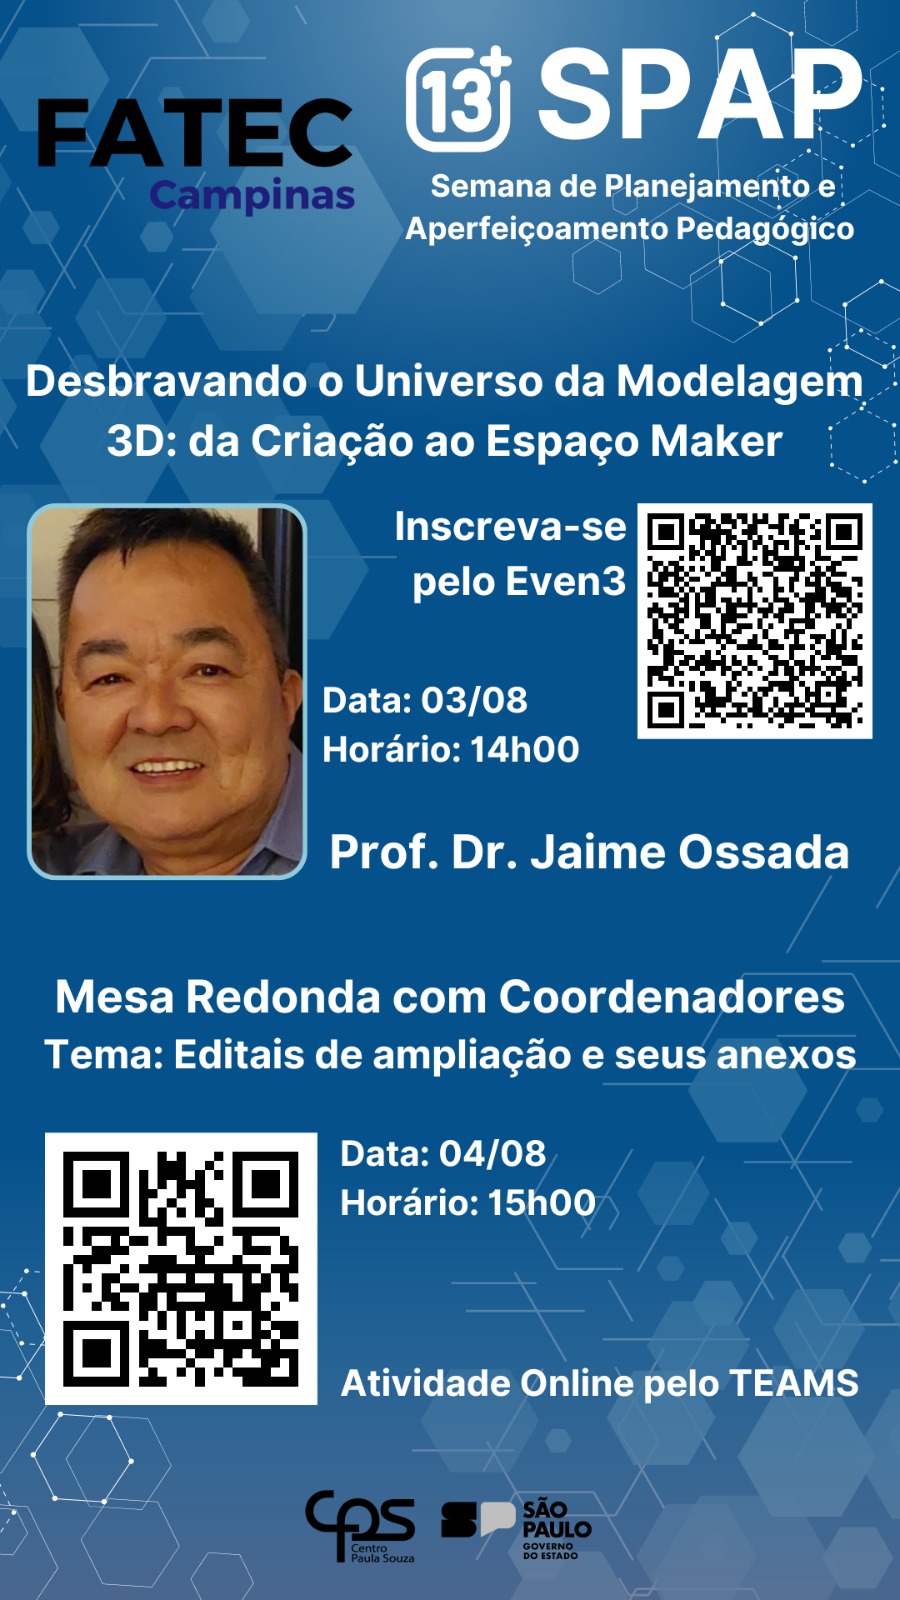 FATEC
Campinas
13+ SPAP
Semana de Planejamento e
Aperfeiçoamento Pedagógico
Desbravando o Universo da Modelagem
3D: da Criação ao Espaço Maker
Inscreva-se
pelo Even3
Data: 03/08
Horário: 14h00
Prof. Dr. Jaime Ossada
Mesa Redonda com Coordenadores
Tema: Editais de ampliação e seus anexos
Data: 04/08
Horário: 15h00
Atividade Online pelo TEAMS
CPS
Centro
Paula Souza
SP
SÃO
PAULO
GOVERNO
DO ESTADO